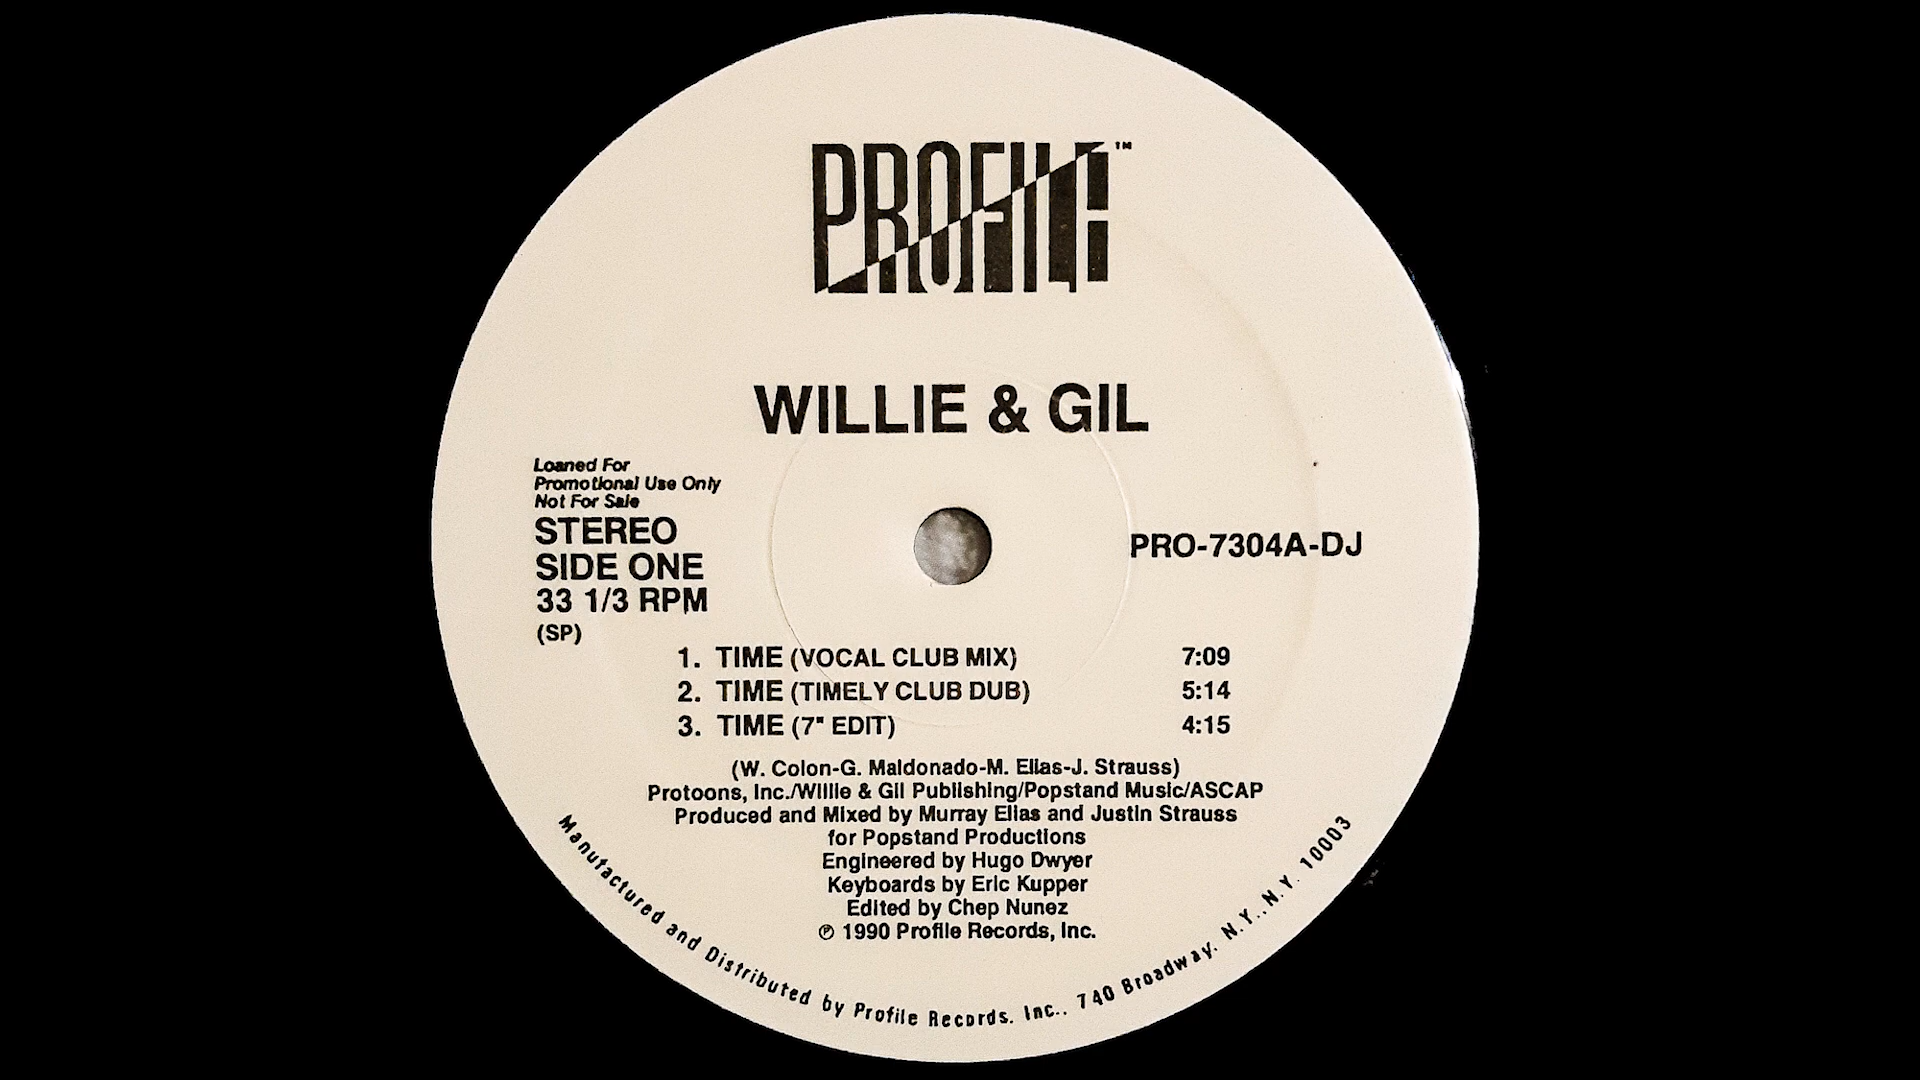 PROFILE™
WILLIE & GIL
Loaned For
Promotional Use Only
Not For Sale
STEREO
SIDE ONE
33 1/3 RPM
(SP)
PRO-7304A-DJ
1. TIME (VOCAL CLUB MIX) 7:09
2. TIME (TIMELY CLUB DUB) 5:14
3. TIME (7" EDIT) 4:15
(W. Colon-G. Maldonado-M. Elias-J. Strauss)
Protoons, Inc./Willie & Gil Publishing/Popstand Music/ASCAP
Produced and Mixed by Murray Elias and Justin Strauss
for Popstand Productions
Engineered by Hugo Dwyer
Keyboards by Eric Kupper
Edited by Chep Nunez
℗ 1990 Profile Records, Inc.
Manufactured and Distributed by Profile Records, Inc., 740 Broadway, N.Y., N.Y. 10003